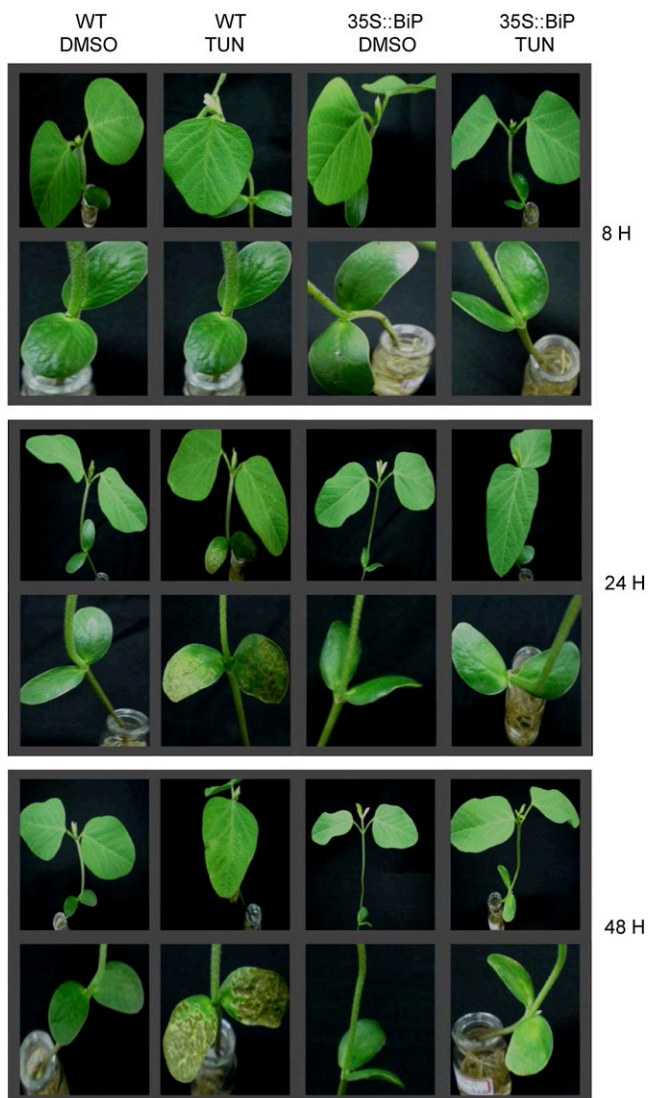 WT WT 35S::BiP 35S::BiP
DMSO TUN DMSO TUN
8 H
24 H
48 H